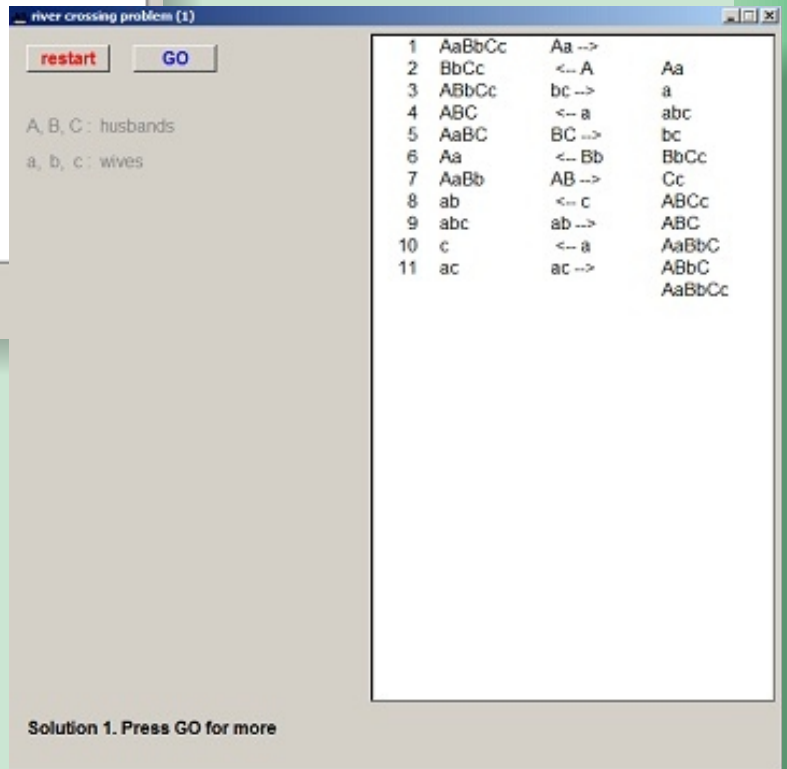 river crossing problem (1)
restart GO
A, B, C : husbands
a, b, c : wives
1 AaBbCc Aa -->
2 BbCc <-- A Aa
3 ABbCc bc --> a
4 ABC <-- a abc
5 AaBC BC --> bc
6 Aa <-- Bb BbCc
7 AaBb AB --> Cc
8 ab <-- c ABCc
9 abc ab --> ABC
10 c <-- a AaBbC
11 ac ac --> ABbC
AaBbCc
Solution 1. Press GO for more